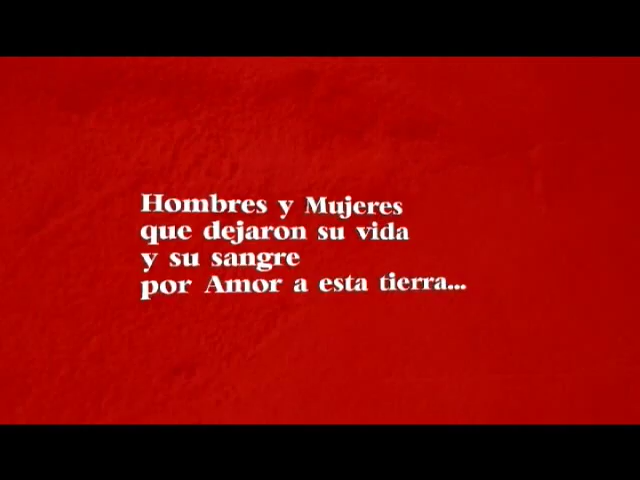 Hombres y Mujeres
que dejaron su vida
y su sangre
por Amor a esta tierra...